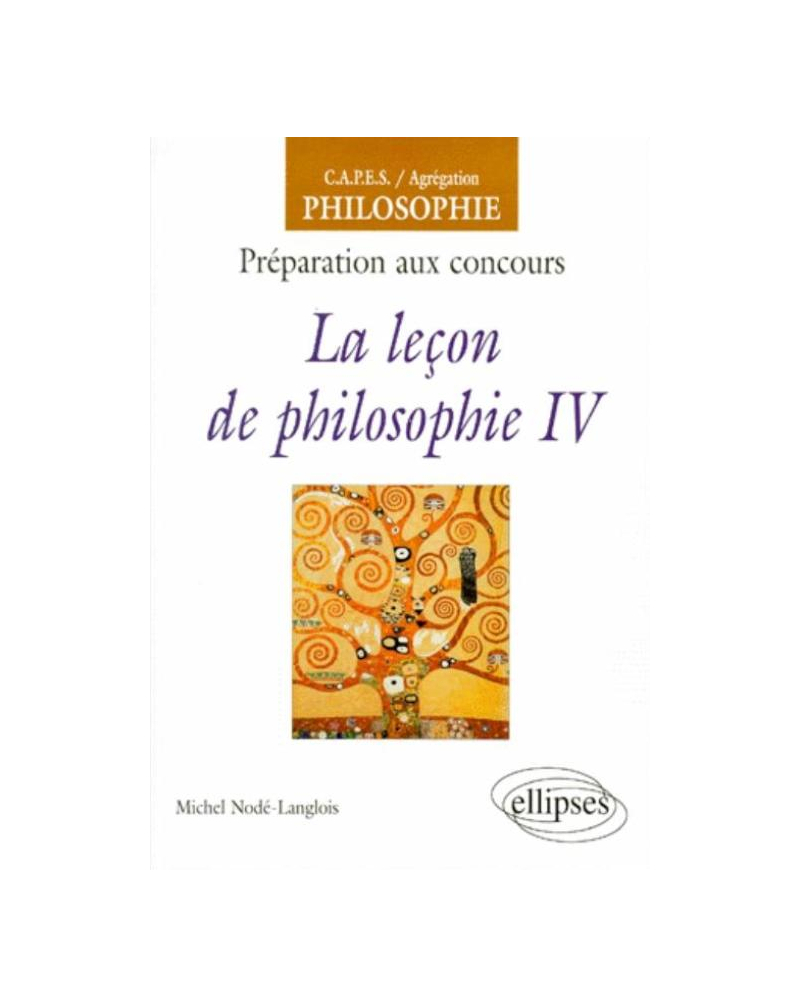 C.A.P.E.S. / Agrégation
PHILOSOPHIE
Préparation aux concours
La leçon
de philosophie IV
Michel Nodé-Langlois
ellipses